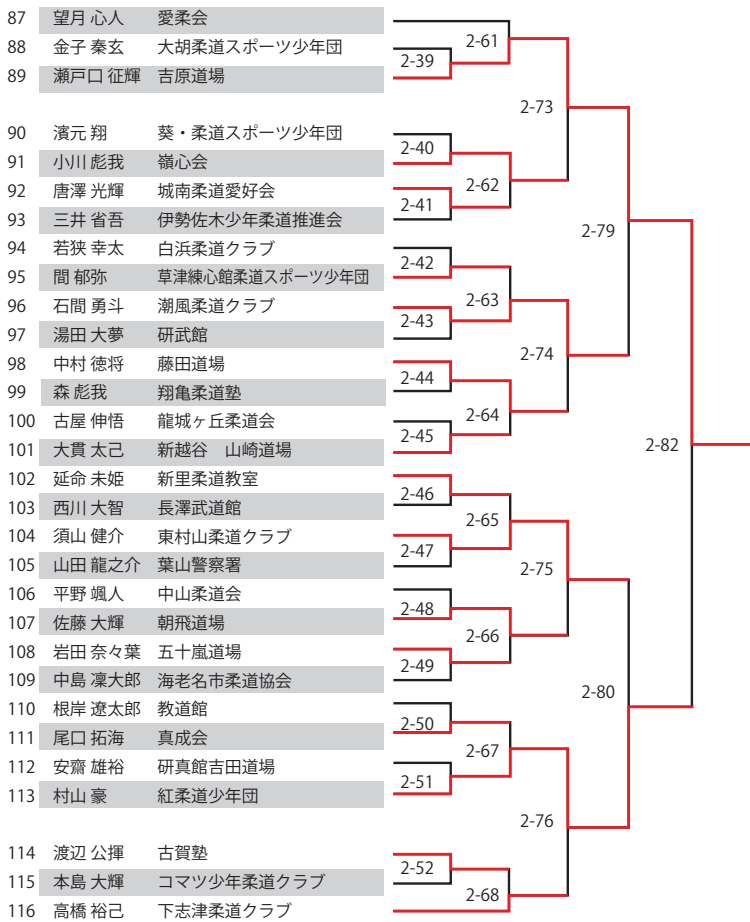 87 望月 心人 愛柔会
88 金子 奏玄 大胡柔道スポーツ少年団
89 瀬戸口 征輝 吉原道場
90 濱元 翔 葵・柔道スポーツ少年団
91 小川 彪我 嶺心会
92 唐澤 光輝 城南柔道愛好会
93 三井 省吾 伊勢佐木少年柔道推進会
94 若狭 幸太 白浜柔道クラブ
95 間 郁弥 草津練心館柔道スポーツ少年団
96 石間 勇斗 潮風柔道クラブ
97 湯田 大夢 研武館
98 中村 徳将 藤田道場
99 森 彪我 翔亀柔道塾
100 古屋 伸悟 龍城ヶ丘柔道会
101 大貫 太己 新越谷 山崎道場
102 延命 未姫 新里柔道教室
103 西川 大智 長澤武道館
104 須山 健介 東村山柔道クラブ
105 山田 龍之介 葉山警察署
106 平野 颯人 中山柔道会
107 佐藤 大輝 朝飛道場
108 岩田 奈々葉 五十嵐道場
109 中島 凜大郎 海老名市柔道協会
110 根岸 遼太郎 教道館
111 尾口 拓海 真成会
112 安齋 雄裕 研真館吉田道場
113 村山 豪 紅柔道少年団
114 渡辺 公揮 古賀塾
115 本島 大輝 コマツ少年柔道クラブ
116 高橋 裕己 下志津柔道クラブ
2-39
2-40
2-41
2-42
2-43
2-44
2-45
2-46
2-47
2-48
2-49
2-50
2-51
2-52
2-61
2-62
2-63
2-64
2-65
2-66
2-67
2-68
2-73
2-74
2-75
2-76
2-79
2-80
2-82